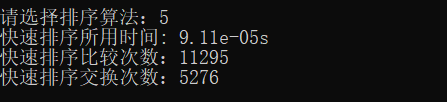 请选择排序算法：5
快速排序所用时间: 9.11e-05s
快速排序比较次数：11295
快速排序交换次数：5276